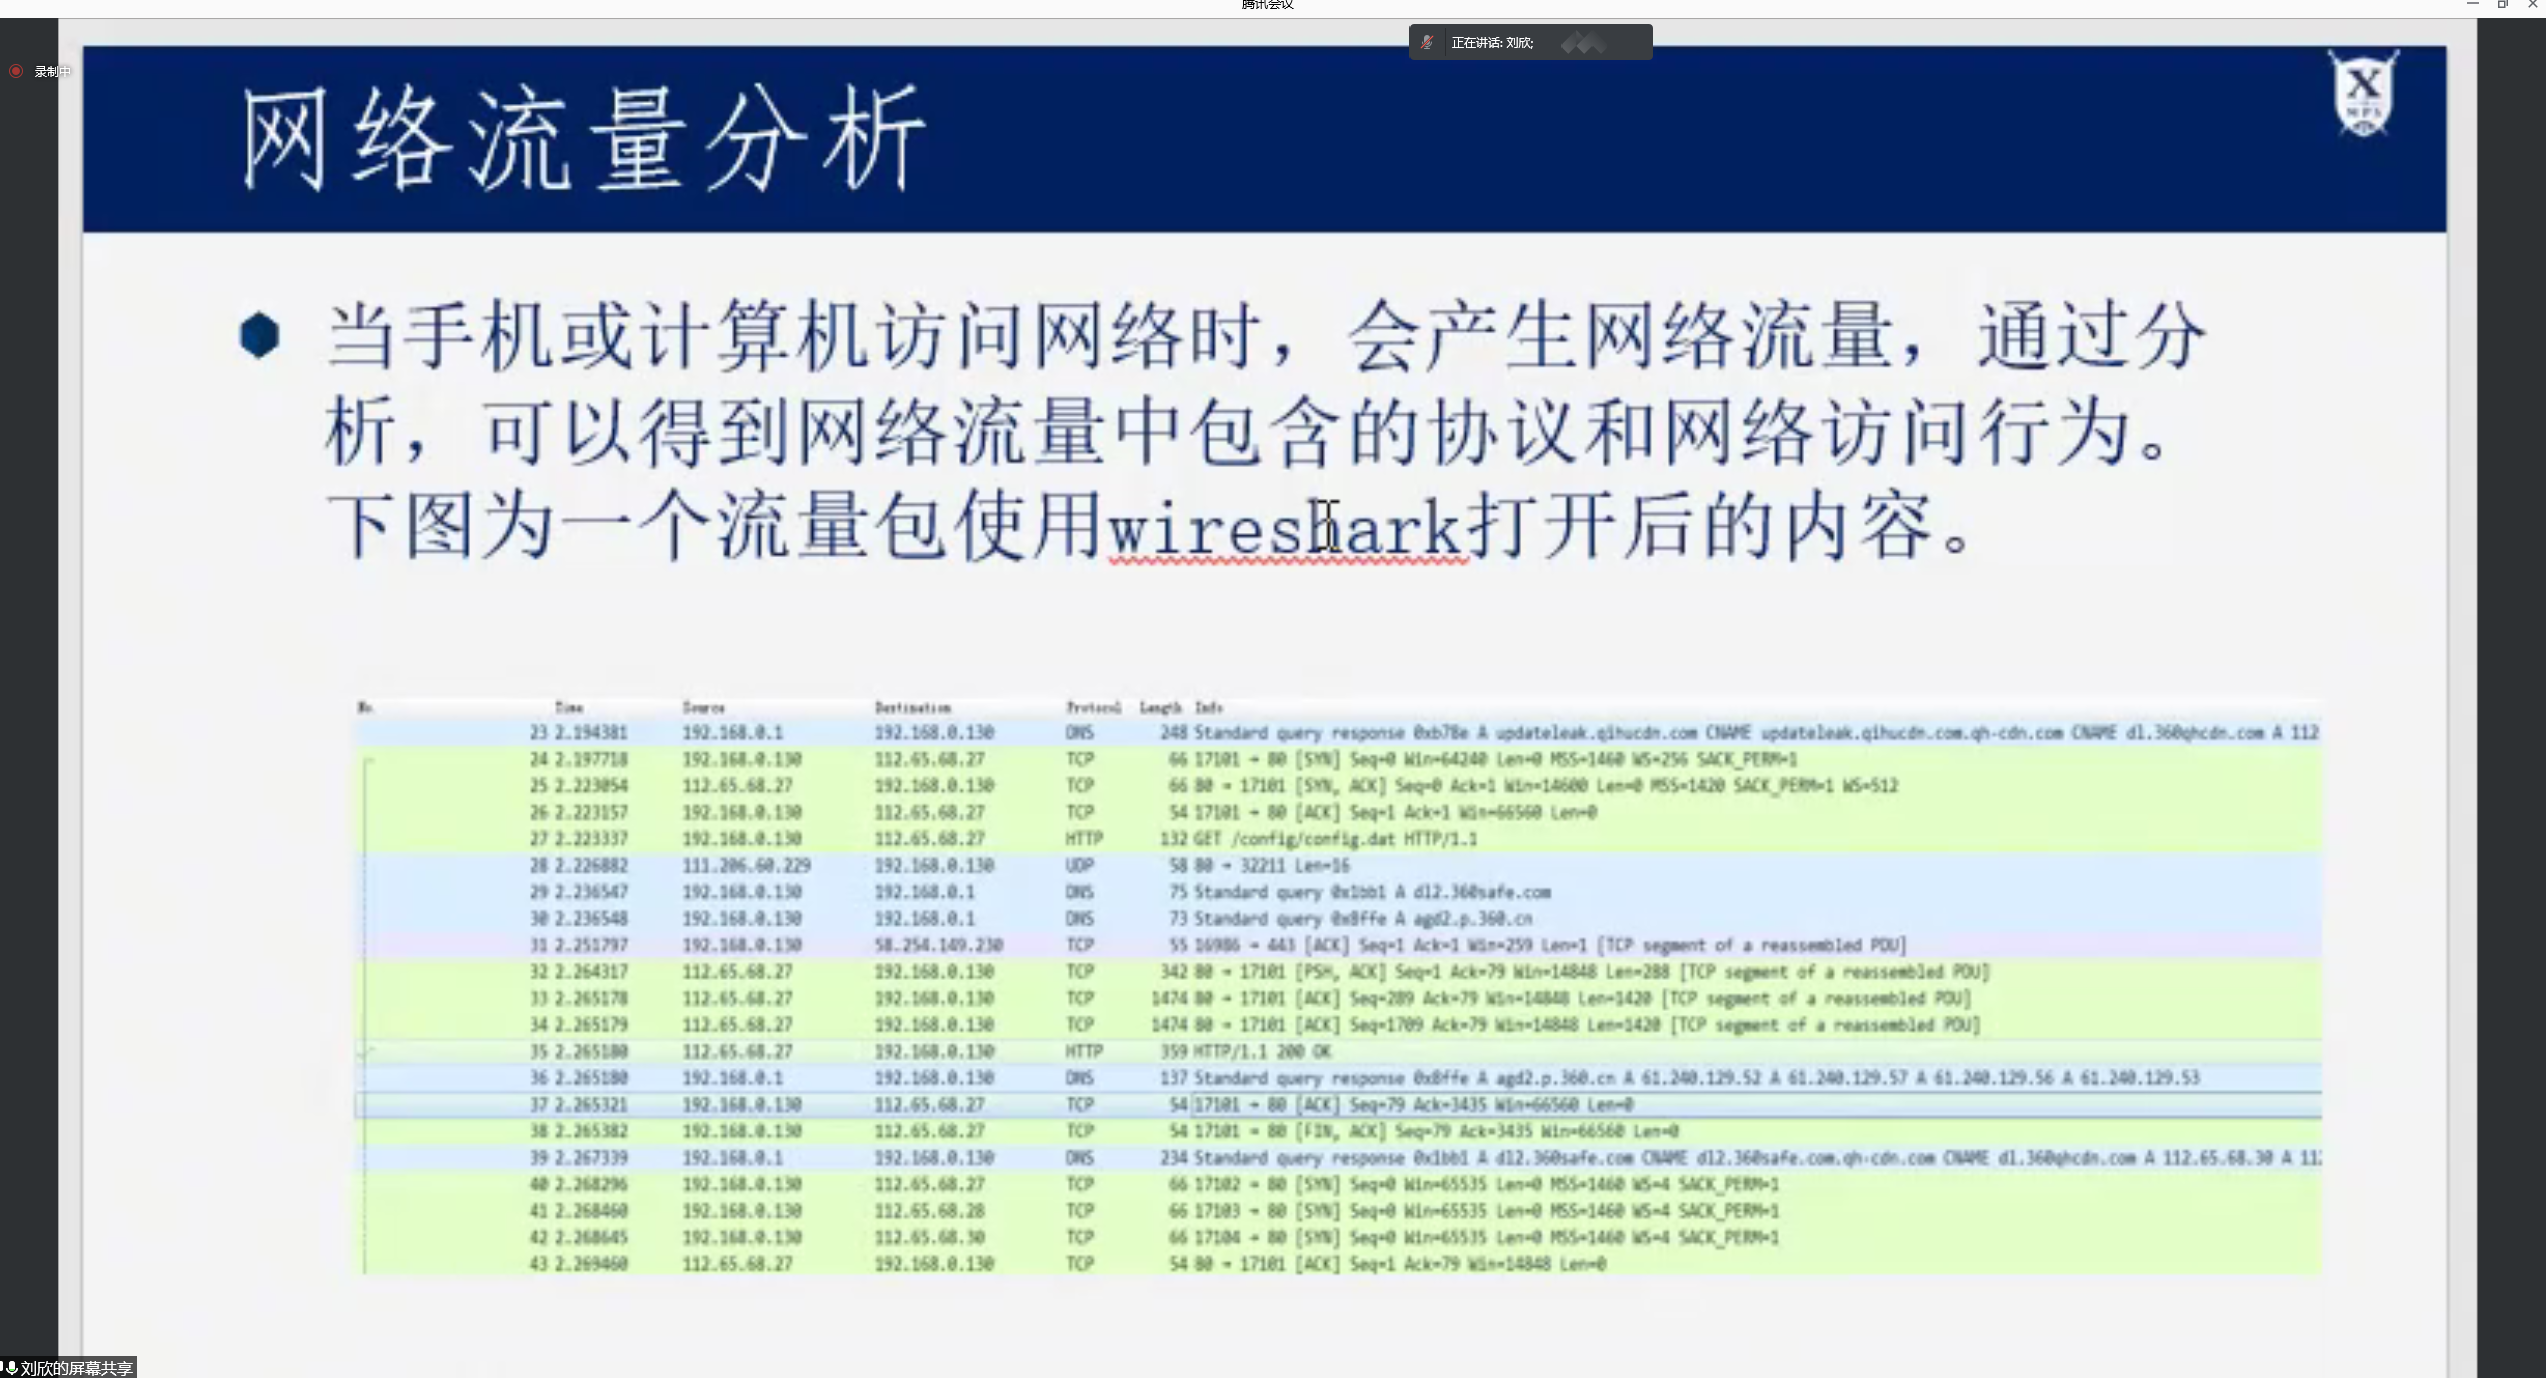 腾讯会议
正在讲话: 刘欣;
录制中
网络流量分析
X
当手机或计算机访问网络时，会产生网络流量，通过分
析，可以得到网络流量中包含的协议和网络访问行为。
下图为一个流量包使用wireshark打开后的内容。
No. Time Source Destination Protocol Length Info
23 2.194381 192.168.0.1 192.168.0.130 DNS 248 Standard query response 0xb78e A updateleak.qihucdn.com CNAME updateleak.qihucdn.com.qh-cdn.com CNAME dl.360qhcdn.com A 112
24 2.197718 192.168.0.130 112.65.68.27 TCP 66 17101 → 80 [SYN] Seq=0 Win=64240 Len=0 MSS=1460 WS=256 SACK_PERM=1
25 2.223054 112.65.68.27 192.168.0.130 TCP 66 80 → 17101 [SYN, ACK] Seq=0 Ack=1 Win=14600 Len=0 MSS=1420 SACK_PERM=1 WS=512
26 2.223157 192.168.0.130 112.65.68.27 TCP 54 17101 → 80 [ACK] Seq=1 Ack=1 Win=66560 Len=0
27 2.223337 192.168.0.130 112.65.68.27 HTTP 132 GET /config/config.dat HTTP/1.1
28 2.226882 111.206.60.229 192.168.0.130 UDP 58 80 → 32211 Len=16
29 2.236547 192.168.0.130 192.168.0.1 DNS 75 Standard query 0x1bb1 A dl2.360safe.com
30 2.236548 192.168.0.130 192.168.0.1 DNS 73 Standard query 0x8ffe A agd2.p.360.cn
31 2.251797 192.168.0.130 58.254.149.230 TCP 55 16986 → 443 [ACK] Seq=1 Ack=1 Win=259 Len=1 [TCP segment of a reassembled PDU]
32 2.264317 112.65.68.27 192.168.0.130 TCP 342 80 → 17101 [PSH, ACK] Seq=1 Ack=79 Win=14848 Len=288 [TCP segment of a reassembled PDU]
33 2.265178 112.65.68.27 192.168.0.130 TCP 1474 80 → 17101 [ACK] Seq=289 Ack=79 Win=14848 Len=1420 [TCP segment of a reassembled PDU]
34 2.265179 112.65.68.27 192.168.0.130 TCP 1474 80 → 17101 [ACK] Seq=1709 Ack=79 Win=14848 Len=1420 [TCP segment of a reassembled PDU]
35 2.265180 112.65.68.27 192.168.0.130 HTTP 359 HTTP/1.1 200 OK
36 2.265180 192.168.0.1 192.168.0.130 DNS 137 Standard query response 0x8ffe A agd2.p.360.cn A 61.240.129.52 A 61.240.129.57 A 61.240.129.56 A 61.240.129.53
37 2.265321 192.168.0.130 112.65.68.27 TCP 54 17101 → 80 [ACK] Seq=79 Ack=3435 Win=66560 Len=0
38 2.265382 192.168.0.130 112.65.68.27 TCP 54 17101 → 80 [FIN, ACK] Seq=79 Ack=3435 Win=66560 Len=0
39 2.267339 192.168.0.1 192.168.0.130 DNS 234 Standard query response 0x1bb1 A dl2.360safe.com CNAME dl2.360safe.com.qh-cdn.com CNAME dl.360qhcdn.com A 112.65.68.30 A 112
40 2.268296 192.168.0.130 112.65.68.27 TCP 66 17102 → 80 [SYN] Seq=0 Win=65535 Len=0 MSS=1460 WS=4 SACK_PERM=1
41 2.268460 192.168.0.130 112.65.68.28 TCP 66 17103 → 80 [SYN] Seq=0 Win=65535 Len=0 MSS=1460 WS=4 SACK_PERM=1
42 2.268645 192.168.0.130 112.65.68.30 TCP 66 17104 → 80 [SYN] Seq=0 Win=65535 Len=0 MSS=1460 WS=4 SACK_PERM=1
43 2.269460 112.65.68.27 192.168.0.130 TCP 54 80 → 17101 [ACK] Seq=1 Ack=79 Win=14848 Len=0
刘欣的屏幕共享